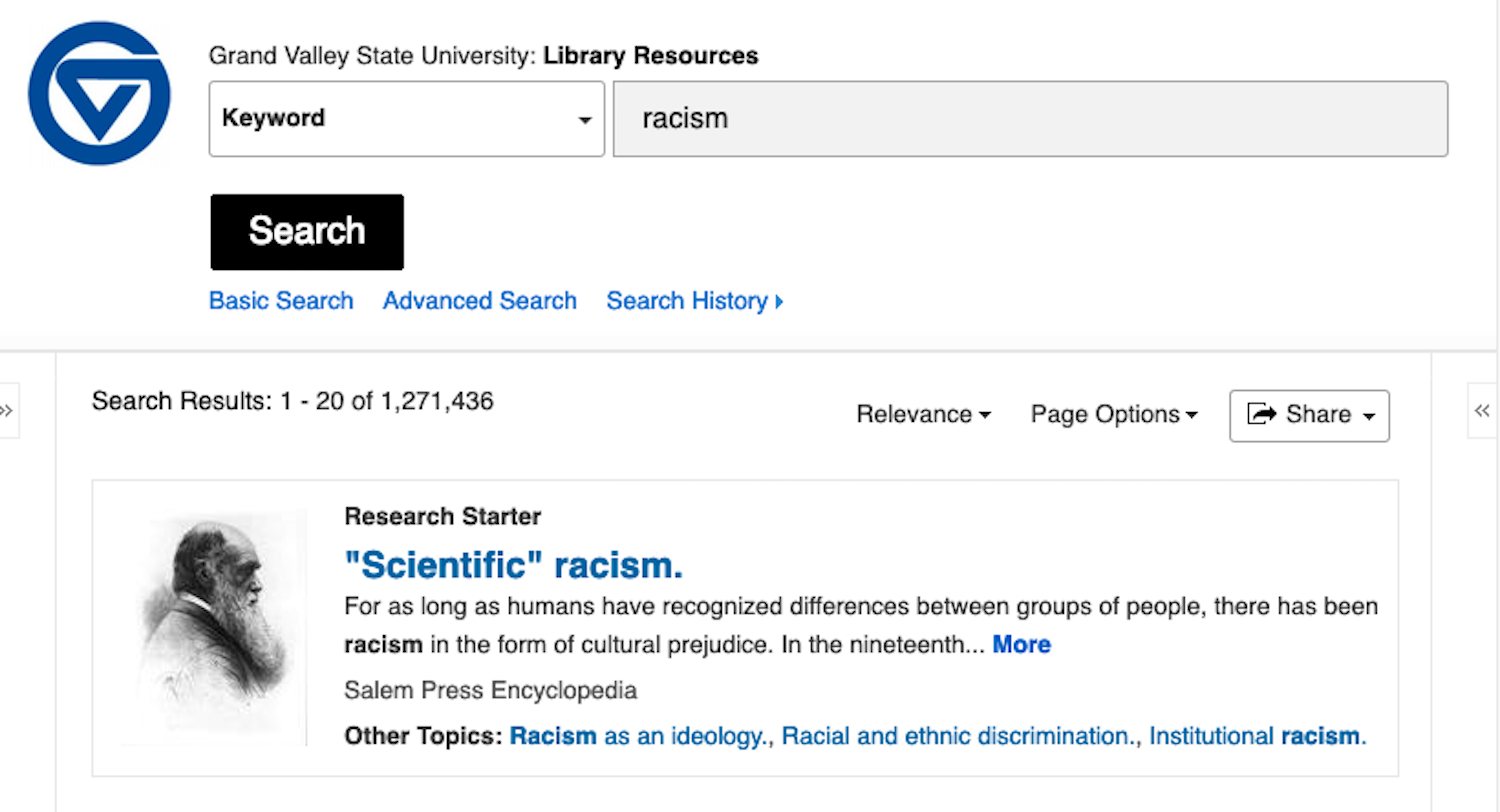 Grand Valley State University: Library Resources
Keyword
racism
Search
Basic Search Advanced Search Search History
Search Results: 1 - 20 of 1,271,436
Relevance Page Options Share
Research Starter
"Scientific" racism.
For as long as humans have recognized differences between groups of people, there has been
racism in the form of cultural prejudice. In the nineteenth... More
Salem Press Encyclopedia
Other Topics: Racism as an ideology., Racial and ethnic discrimination., Institutional racism.